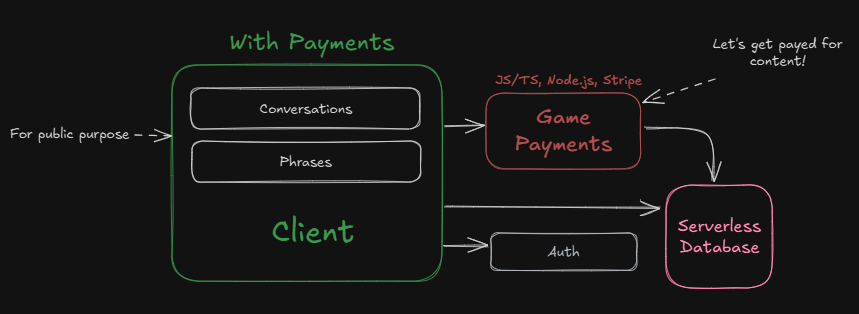 With Payments
Let's get payed for
content!
JS/TS, Node.js, Stripe
Conversations
Game
Payments
For public purpose
Phrases
Client
Serverless
Database
Auth